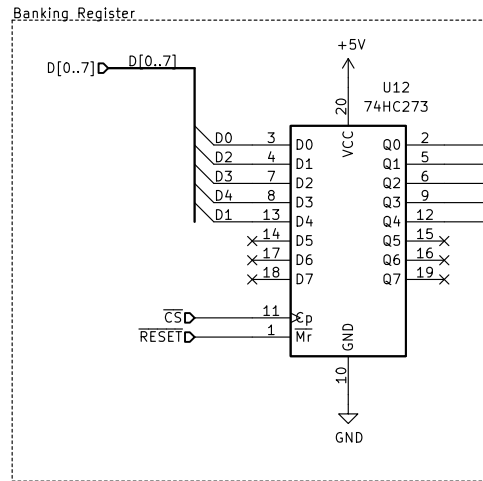 Banking Register
D[0..7] D[0..7]
+5V
U12
74HC273
20
VCC
D0 3 D0 Q0 2
D2 4 D1 Q1 5
D3 7 D2 Q2 6
D4 8 D3 Q3 9
D1 13 D4 Q4 12
14 D5 Q5 15
17 D6 Q6 16
18 D7 Q7 19
CS 11 Cp
RESET 1 Mr
GND
10
GND